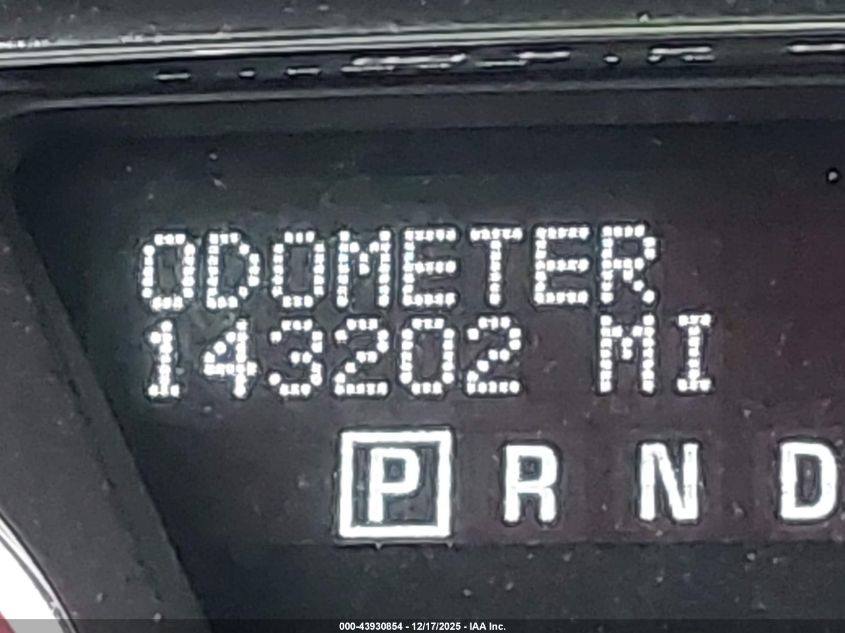 ODOMETER
143202 MI
P R N D
000-43930854 - 12/17/2025 - IAA Inc.